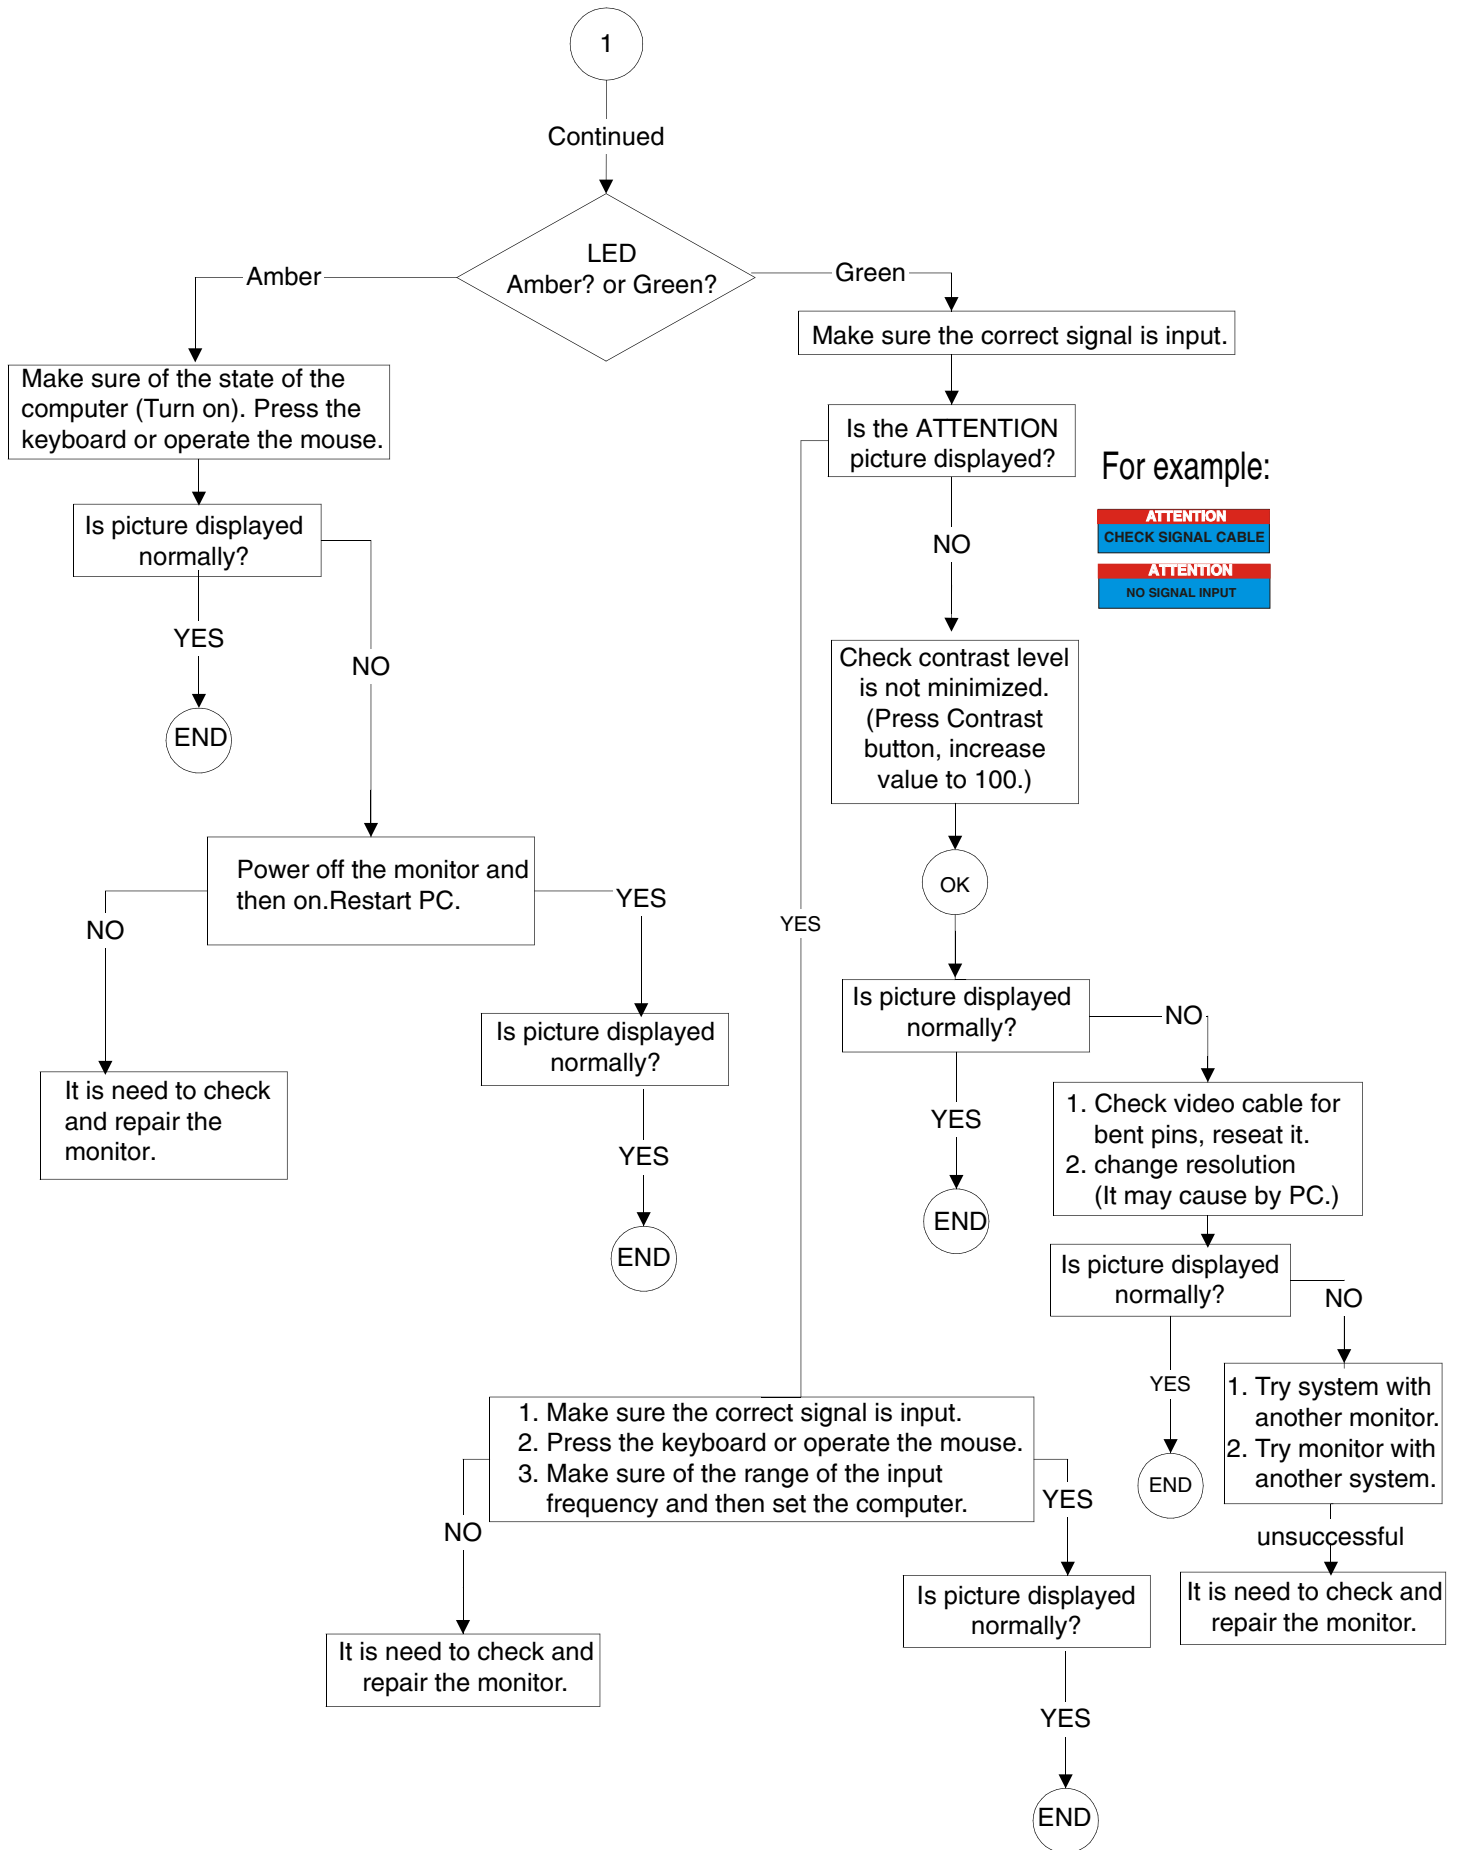 1
Continued
LED
Amber? or Green?
Amber
Green
Make sure of the state of the
computer (Turn on). Press the
keyboard or operate the mouse.
Is picture displayed
normally?
YES
END
NO
Power off the monitor and
then on.Restart PC.
NO
It is need to check
and repair the
monitor.
YES
Is picture displayed
normally?
YES
END
Make sure the correct signal is input.
Is the ATTENTION
picture displayed?
For example:
ATTENTION
CHECK SIGNAL CABLE
ATTENTION
NO SIGNAL INPUT
NO
Check contrast level
is not minimized.
(Press Contrast
button, increase
value to 100.)
OK
Is picture displayed
normally?
YES
END
NO
1. Check video cable for
bent pins, reseat it.
2. change resolution
(It may cause by PC.)
Is picture displayed
normally?
YES
END
NO
1. Try system with
another monitor.
2. Try monitor with
another system.
unsuccessful
It is need to check and
repair the monitor.
YES
1. Make sure the correct signal is input.
2. Press the keyboard or operate the mouse.
3. Make sure of the range of the input
frequency and then set the computer.
NO
It is need to check and
repair the monitor.
YES
Is picture displayed
normally?
YES
END